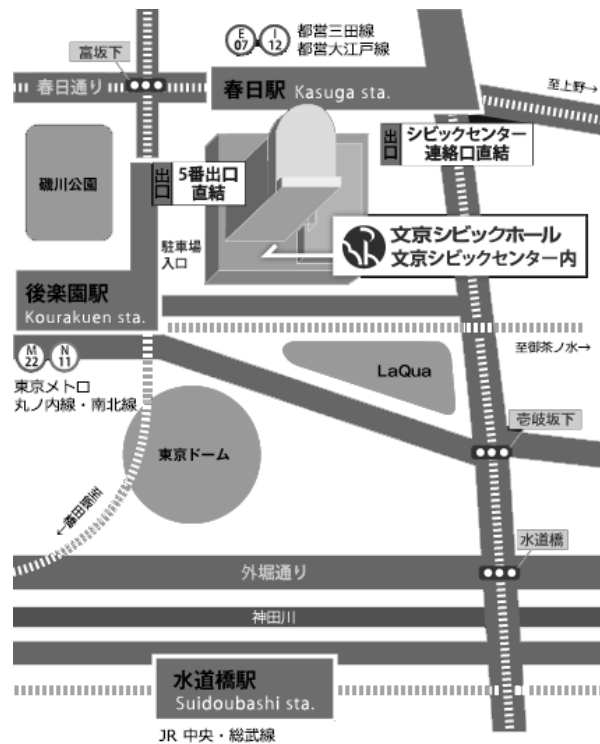 E
07
I
12
都営三田線
都営大江戸線
富坂下
春日通り
春日駅 Kasuga sta.
至上野→
出口
シビックセンター
連絡口直結
礫川公園
出口
5番出口
直結
文京シビックホール
文京シビックセンター内
駐車場
入口
後楽園駅
Kourakuen sta.
至御茶ノ水→
M
22
N
11
東京メトロ
丸ノ内線・南北線
LaQua
壱岐坂下
東京ドーム
至飯田橋→
水道橋
外堀通り
神田川
水道橋駅
Suidoubashi sta.
JR 中央・総武線